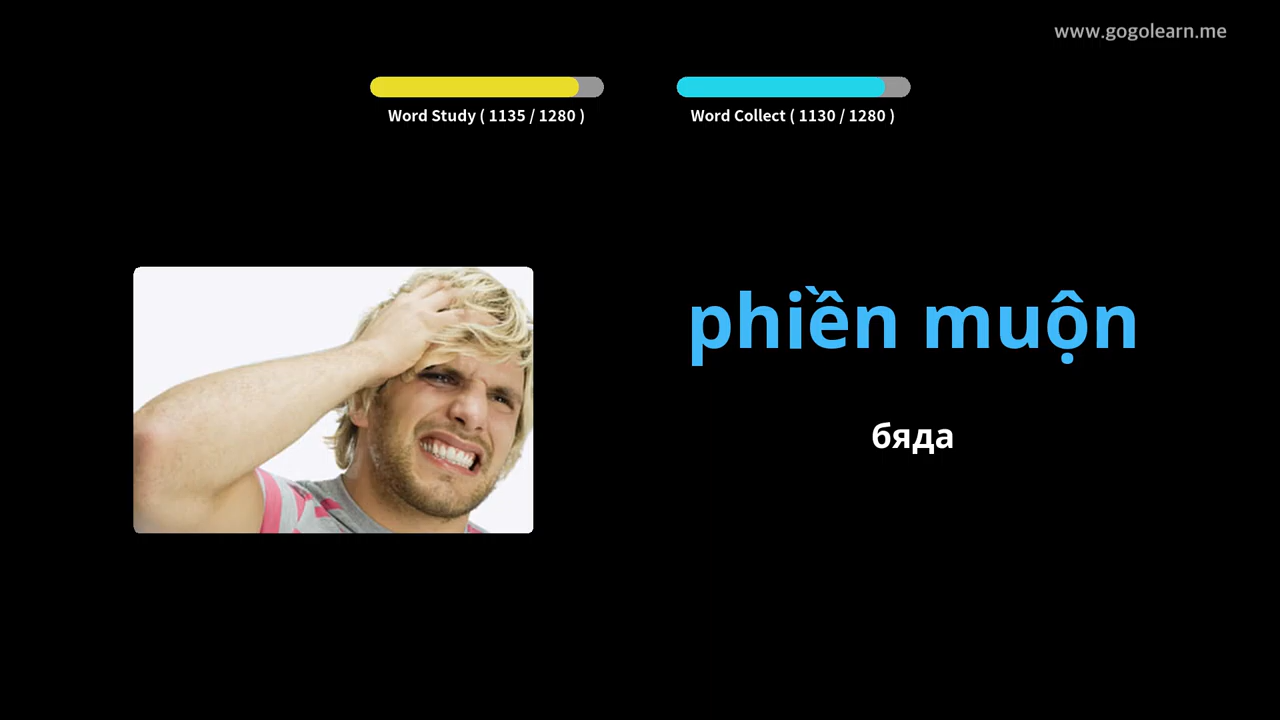 www.gogolearn.me
Word Study ( 1135 / 1280 )
Word Collect ( 1130 / 1280 )
phiền muộn
бяда